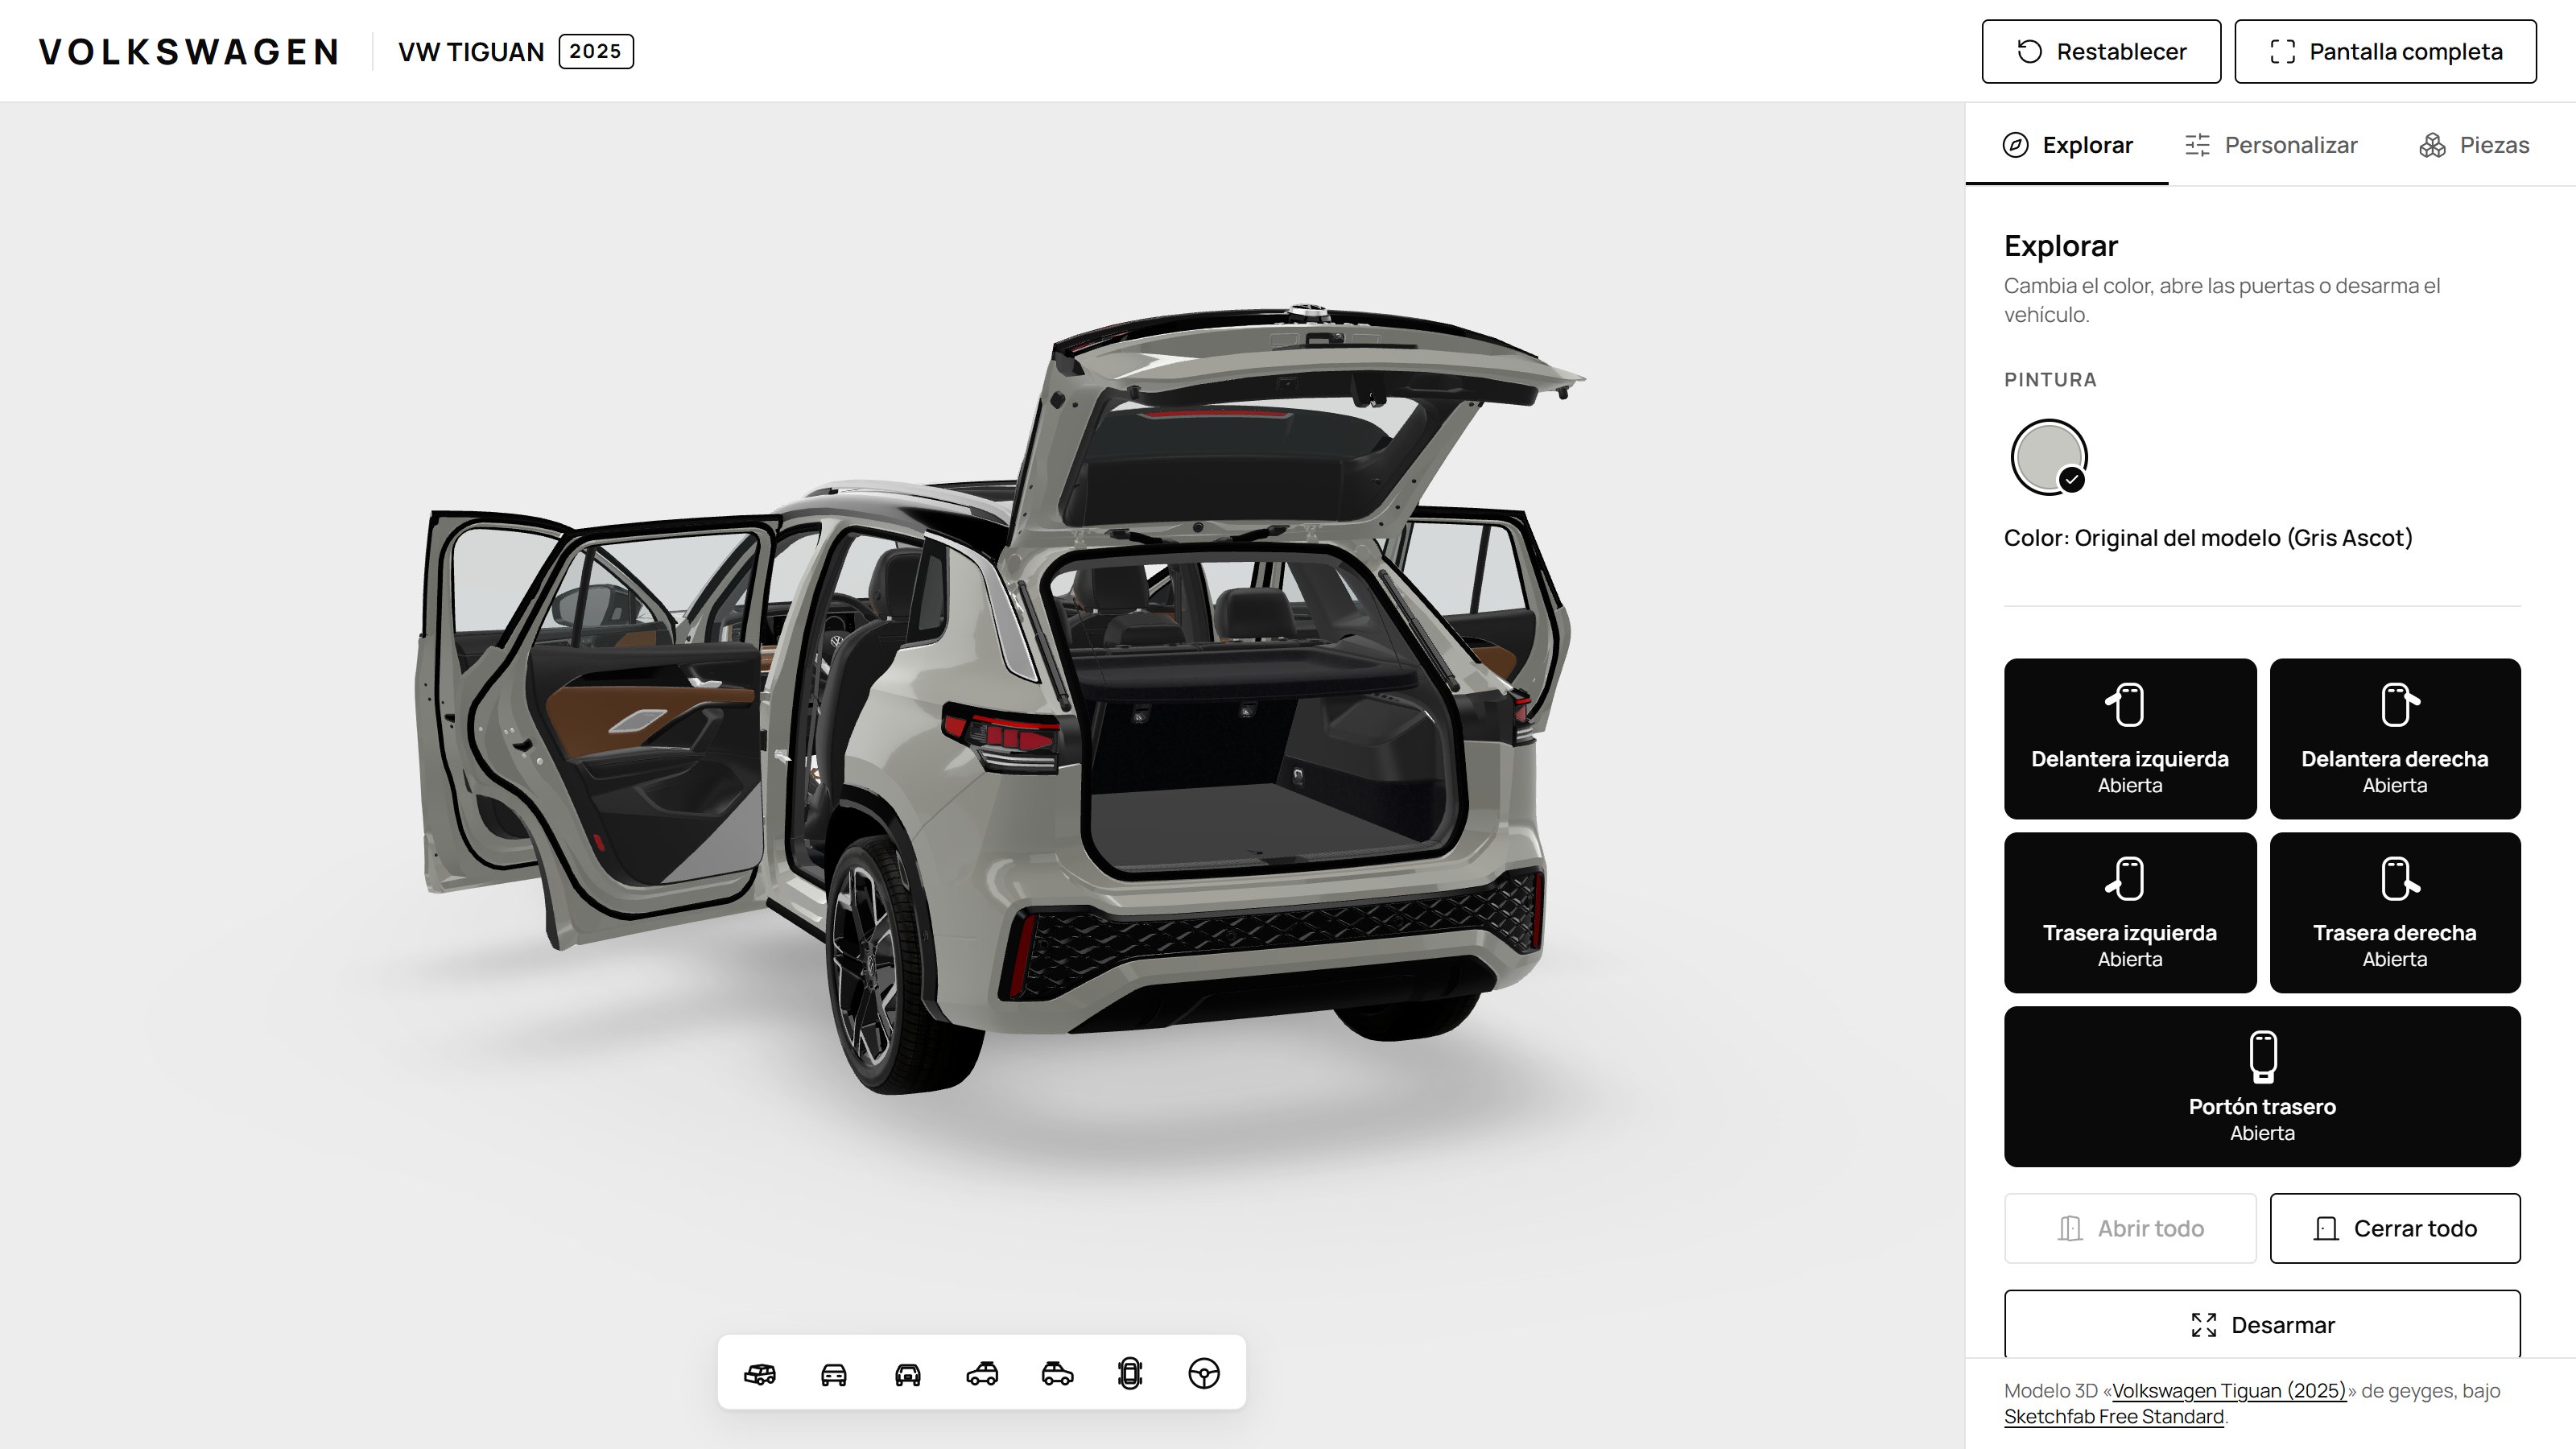 VOLKSWAGEN
VW TIGUAN 2025
Restablecer
Pantalla completa
Explorar
Personalizar
Piezas
Explorar
Cambia el color, abre las puertas o desarma el
vehículo.
PINTURA
Color: Original del modelo (Gris Ascot)
Delantera izquierda
Abierta
Delantera derecha
Abierta
Trasera izquierda
Abierta
Trasera derecha
Abierta
Portón trasero
Abierta
Abrir todo
Cerrar todo
Desarmar
Modelo 3D «Volkswagen Tiguan (2025)» de geyges, bajo
Sketchfab Free Standard.